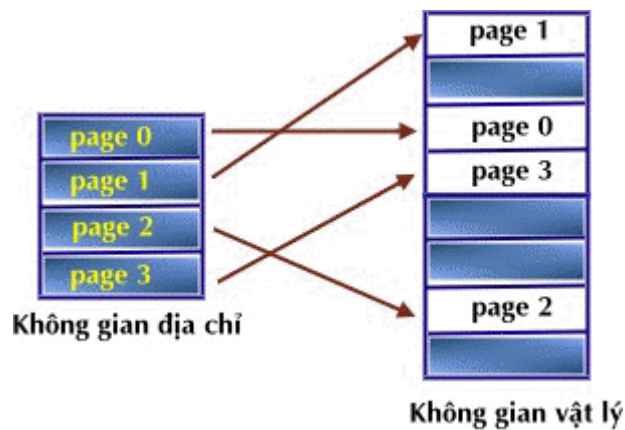 page 0
page 1
page 2
page 3
Không gian địa chỉ
page 1
page 0
page 3
page 2
Không gian vật lý